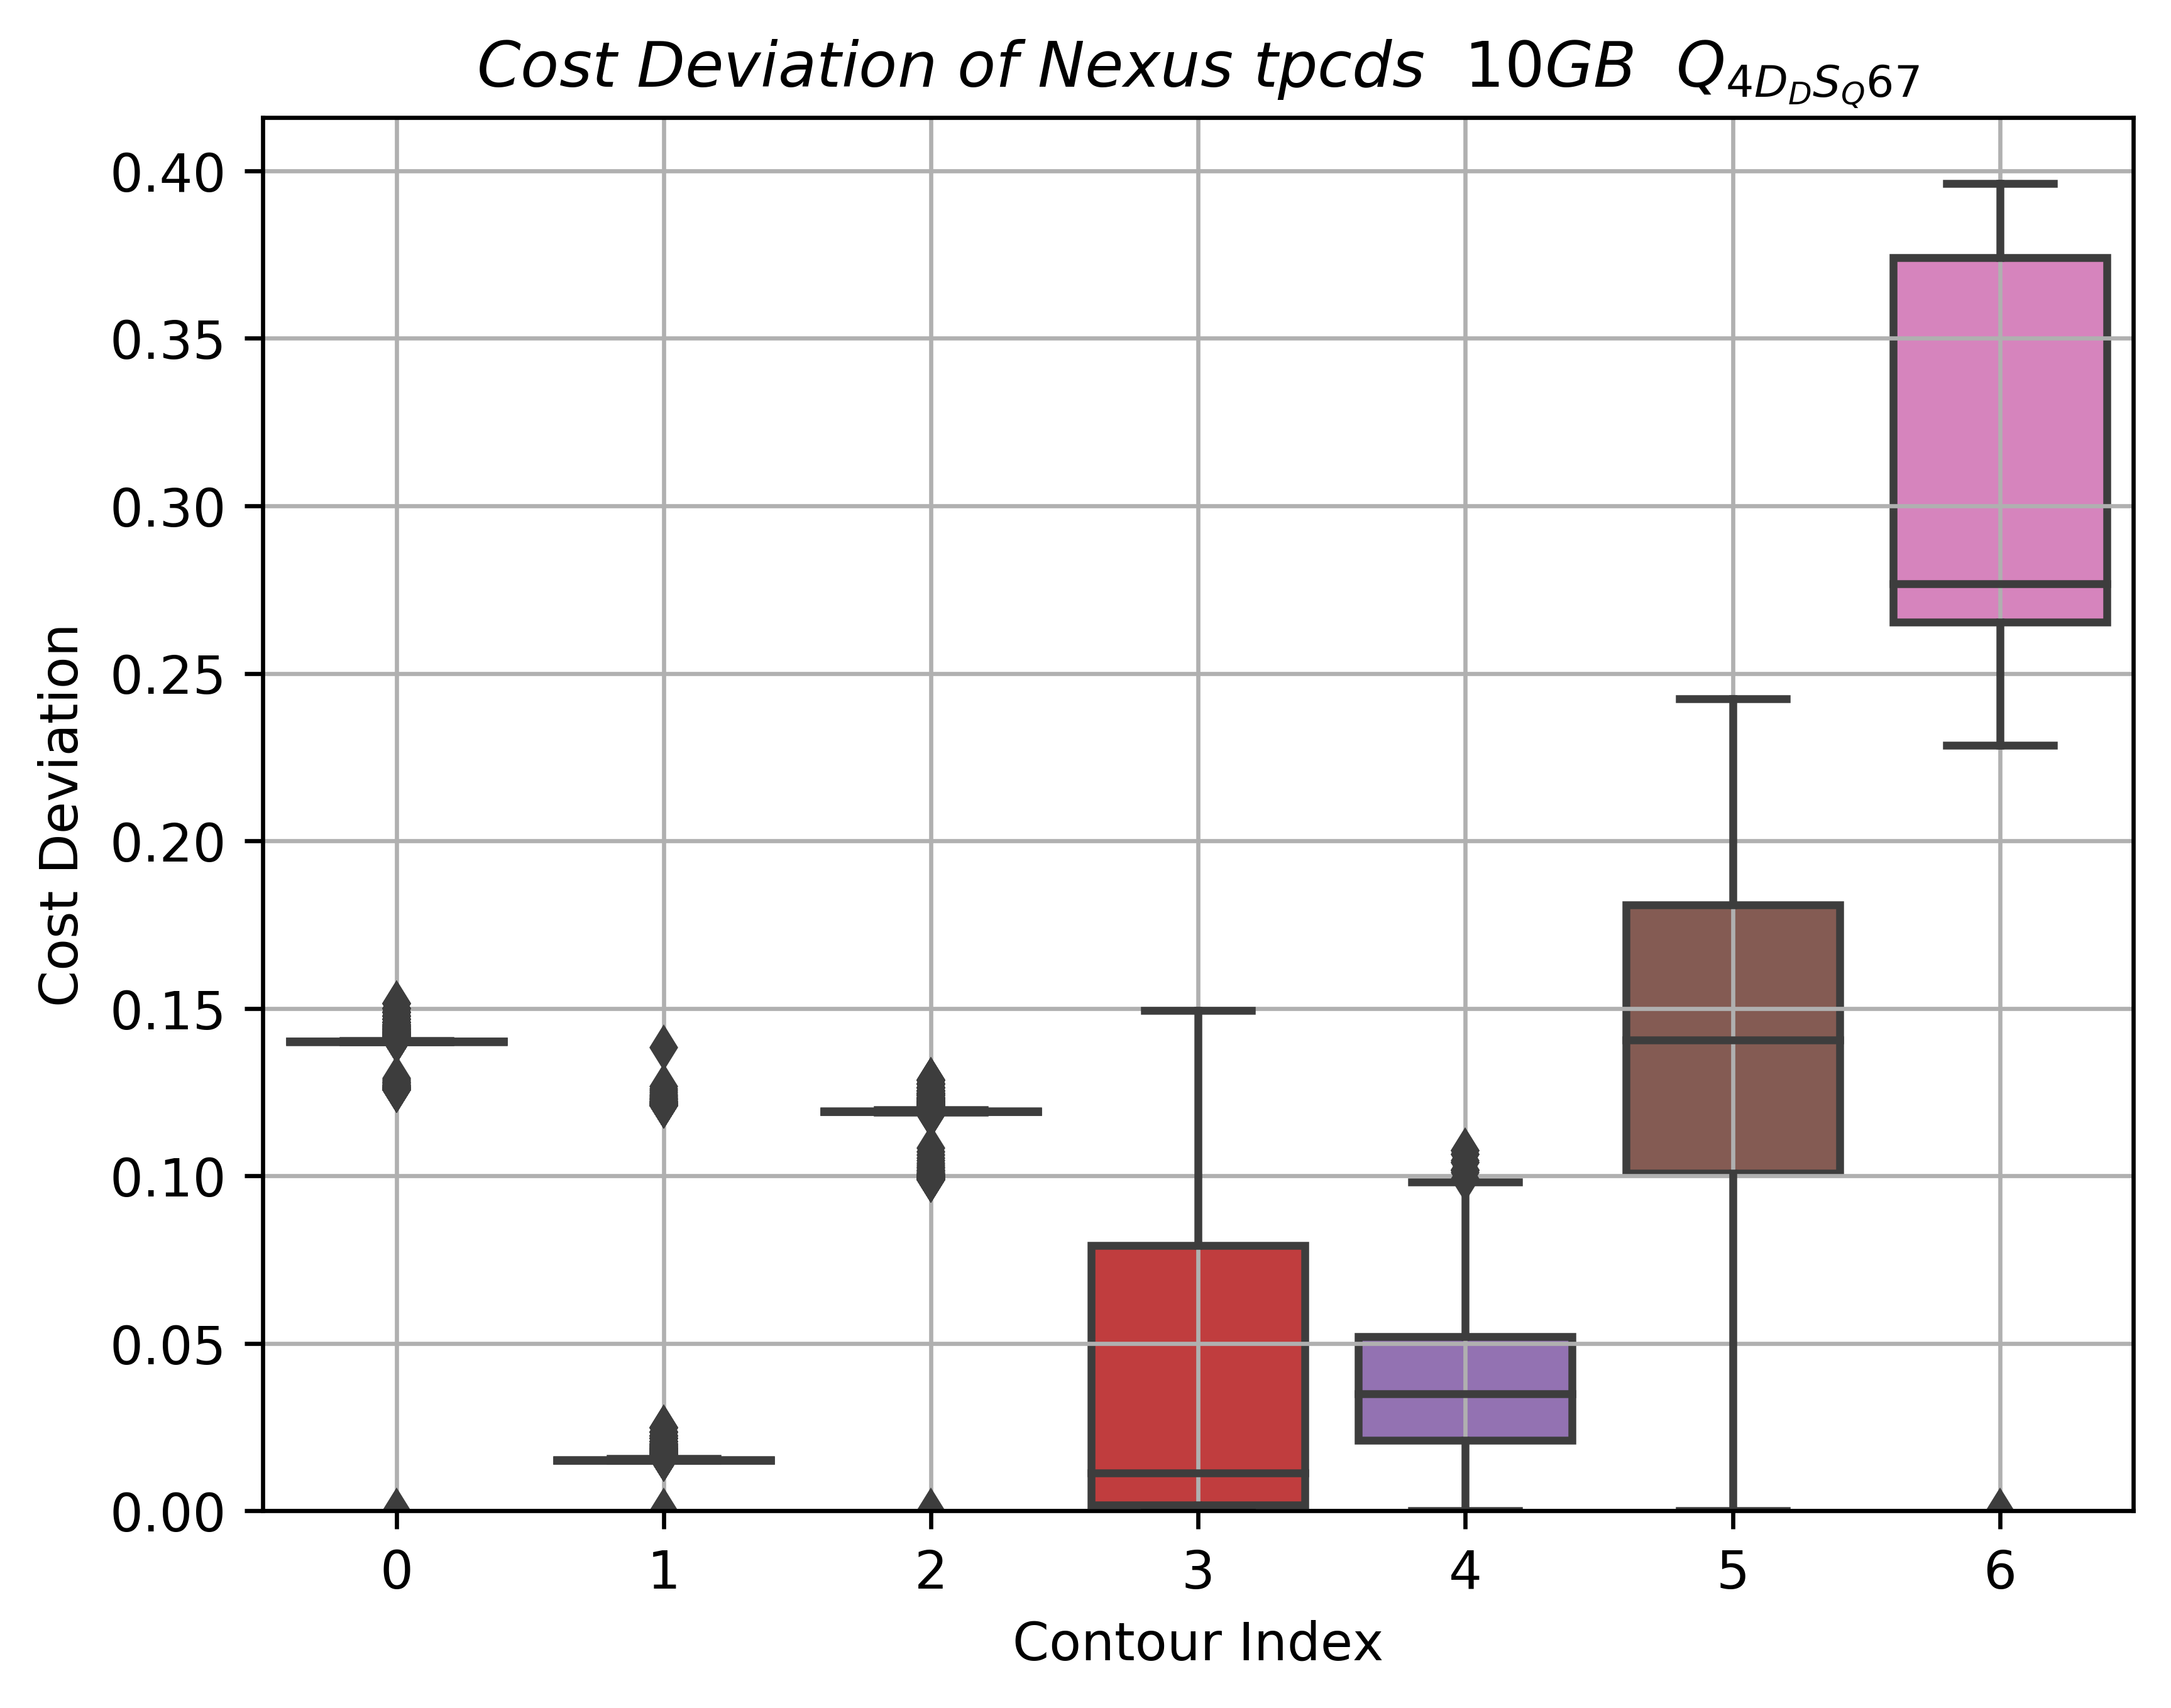 Cost Deviation of Nexus tpcds 10GB Q4D_DS_Q67
0.40
0.35
0.30
0.25
0.20
0.15
0.10
0.05
0.00
Cost Deviation
0 1 2 3 4 5 6
Contour Index